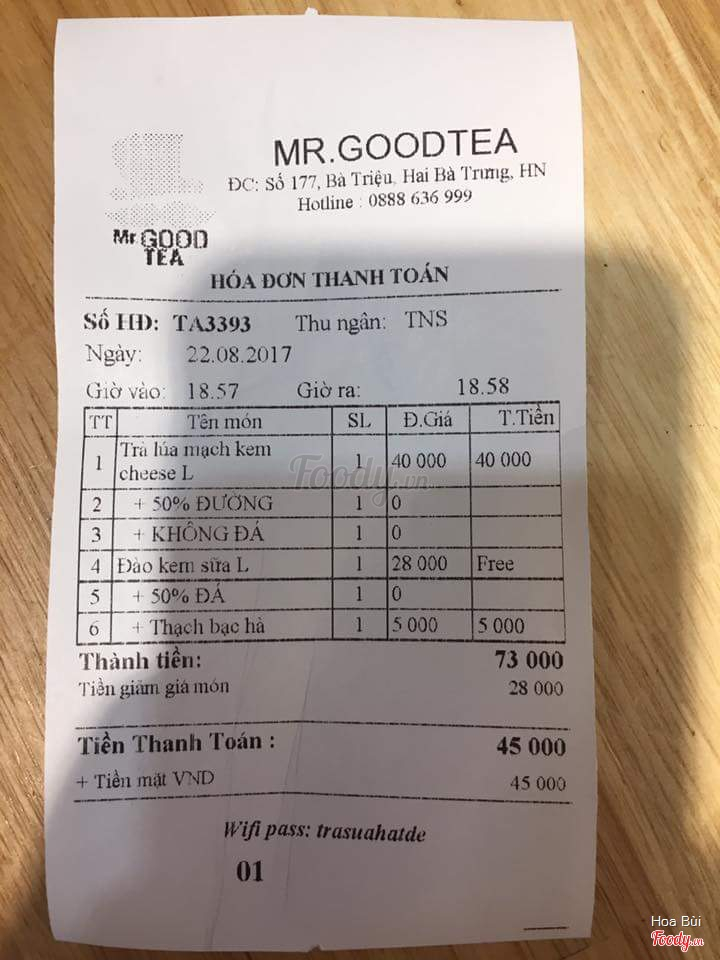 MR.GOODTEA
ĐC: Số 177, Bà Triệu, Hai Bà Trưng, HN
Hotline : 0888 636 999
Mr GOOD
TEA
HÓA ĐƠN THANH TOÁN
Số HĐ: TA3393 Thu ngân: TNS
Ngày: 22.08.2017
Giờ vào: 18.57 Giờ ra: 18.58
TT Tên món SL Đ.Giá T.Tiền
1 Trà lúa mạch kem cheese L 1 40 000 40 000
2 + 50% ĐƯỜNG 1 0
3 + KHÔNG ĐÁ 1 0
4 Đào kem sữa L 1 28 000 Free
5 + 50% ĐÁ 1 0
6 + Thạch bạc hà 1 5 000 5 000
Thành tiền: 73 000
Tiền giảm giá món 28 000
Tiền Thanh Toán : 45 000
+ Tiền mặt VND 45 000
Wifi pass: trasuahatde
01
Foody.vn
Hoa Bùi
Foody.vn